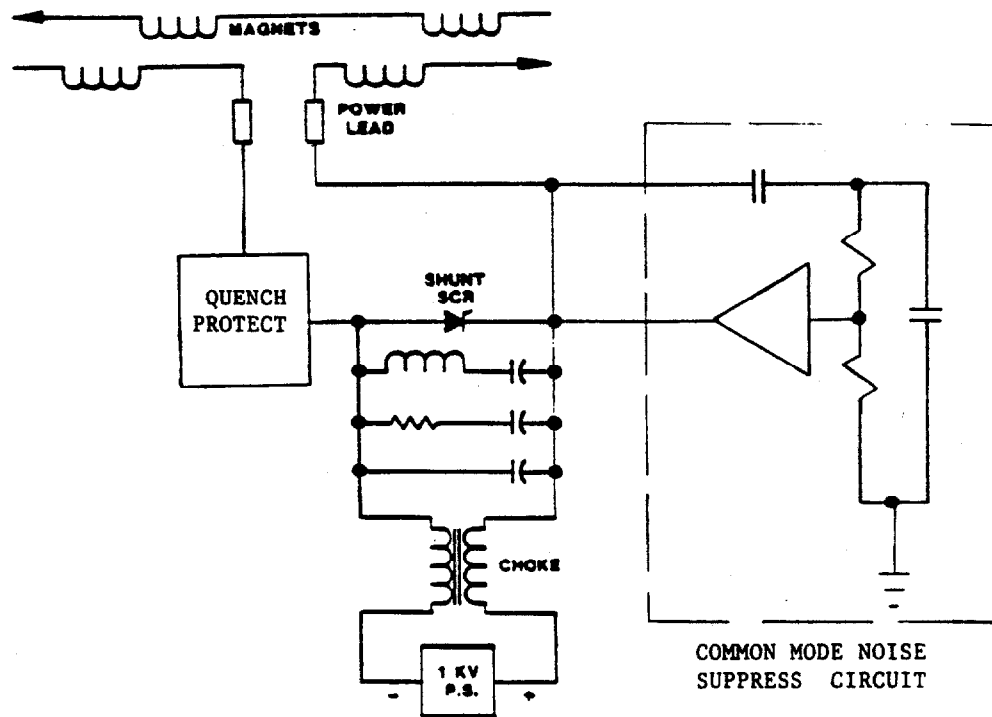 MAGNETS
POWER
LEAD
QUENCH
PROTECT
SHUNT
SCR
CHOKE
1 KV
P.S.
-
+
COMMON MODE NOISE
SUPPRESS CIRCUIT